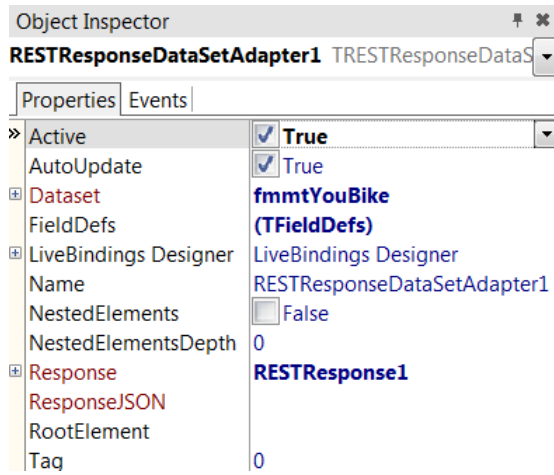 Object Inspector
RESTResponseDataSetAdapter1 TRESTResponseDataS
Properties Events
Active True
AutoUpdate True
Dataset fmmtYouBike
FieldDefs (TFieldDefs)
LiveBindings Designer LiveBindings Designer
Name RESTResponseDataSetAdapter1
NestedElements False
NestedElementsDepth 0
Response RESTResponse1
ResponseJSON
RootElement
Tag 0